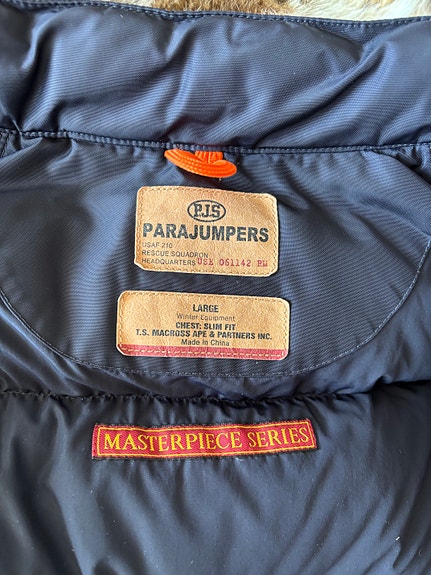 PJS
PARAJUMPERS
USAF 210
RESCUE SQUADRON
HEADQUARTERS USE 061142 PM
LARGE
Winter Equipment
CHEST: SLIM FIT
T.S. MACROSS APE & PARTNERS INC.
Made in China
MASTERPIECE SERIES